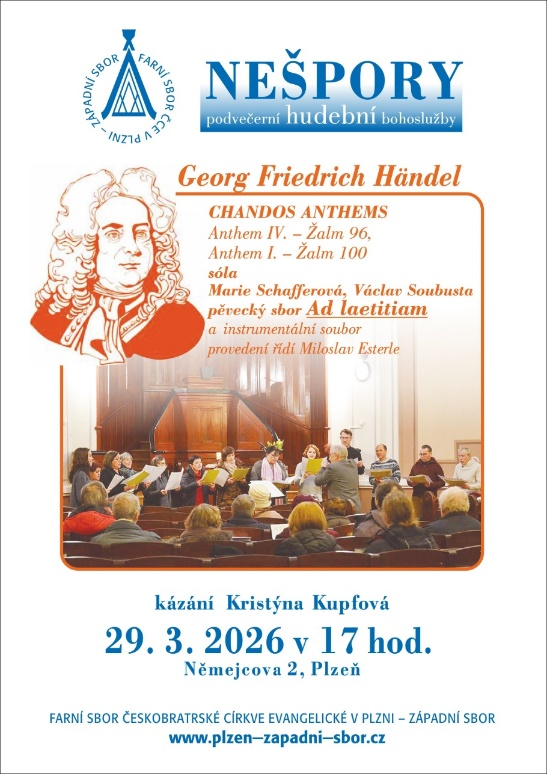 FARNÍ SBOR ČCE V PLZNI – ZÁPADNÍ SBOR
NEŠPORY
podvečerní hudební bohoslužby
Georg Friedrich Händel
CHANDOS ANTHEMS
Anthem IV. – Žalm 96,
Anthem I. – Žalm 100
sóla
Marie Schafferová, Václav Soubusta
pěvecký sbor Ad laetitiam
a instrumentální soubor
provedení řídí Miloslav Esterle
kázání Kristýna Kupfová
29. 3. 2026 v 17 hod.
Němejcova 2, Plzeň
FARNÍ SBOR ČESKOBRATRSKÉ CÍRKVE EVANGELICKÉ V PLZNI – ZÁPADNÍ SBOR
www.plzen–zapadni–sbor.cz